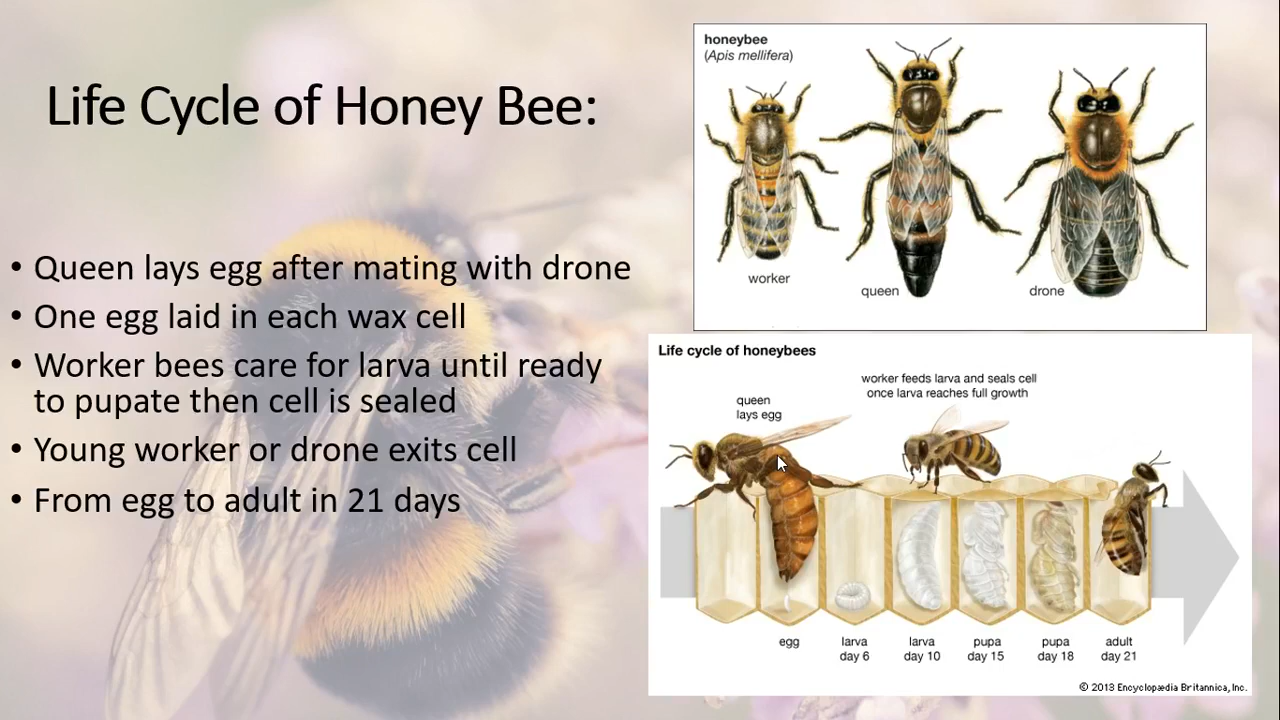 Life Cycle of Honey Bee:
• Queen lays egg after mating with drone
• One egg laid in each wax cell
• Worker bees care for larva until ready
to pupate then cell is sealed
• Young worker or drone exits cell
• From egg to adult in 21 days
honeybee
(Apis mellifera)
worker
queen
drone
Life cycle of honeybees
queen
lays egg
worker feeds larva and seals cell
once larva reaches full growth
egg
larva
day 6
larva
day 10
pupa
day 15
pupa
day 18
adult
day 21
© 2013 Encyclopædia Britannica, Inc.